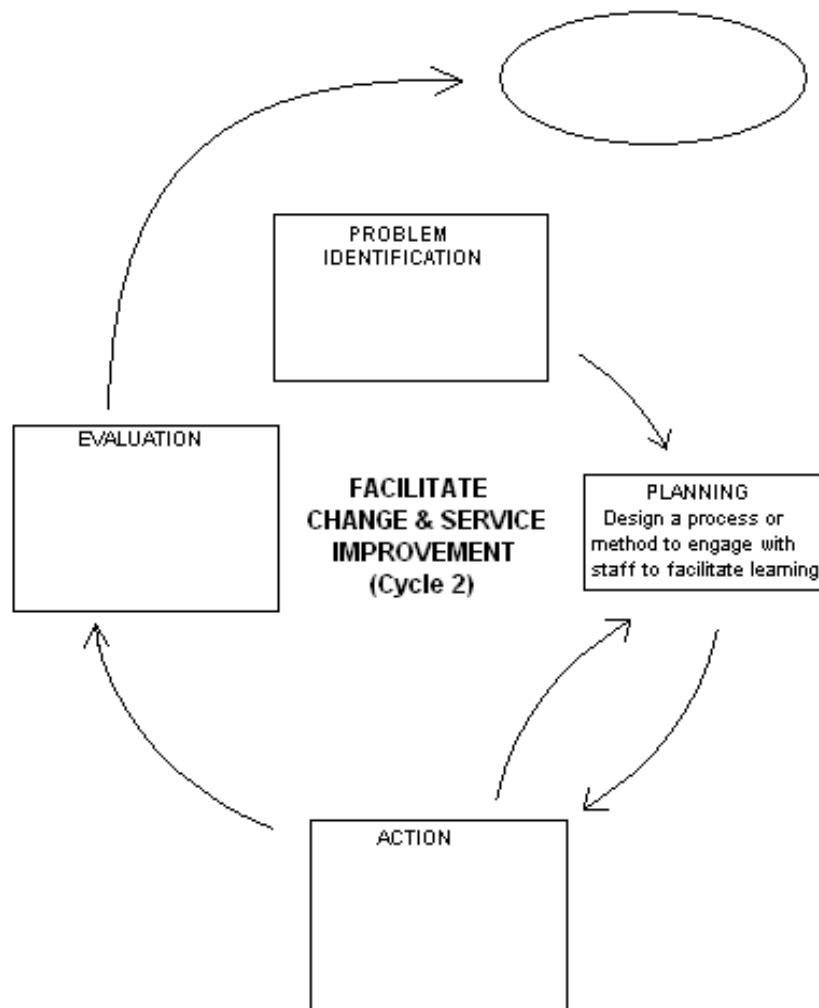 PROBLEM
IDENTIFICATION
EVALUATION
FACILITATE
CHANGE & SERVICE
IMPROVEMENT
(Cycle 2)
PLANNING
Design a process or
method to engage with
staff to facilitate learning
ACTION